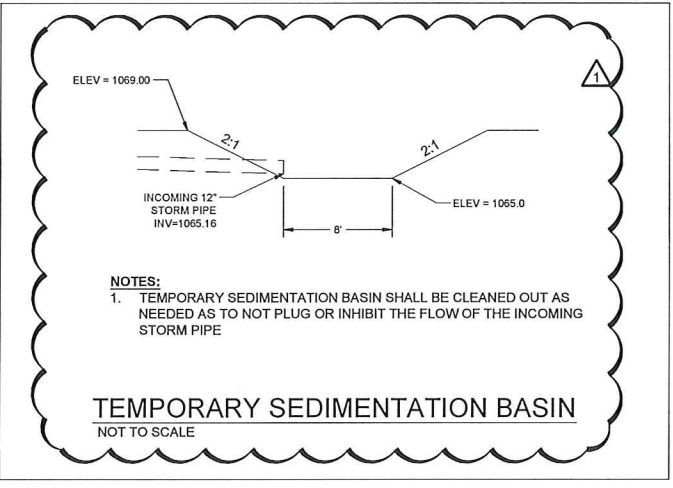 ELEV = 1069.00
1
2:1
2:1
INCOMING 12"
STORM PIPE
INV=1065.16
ELEV = 1065.0
8'
NOTES:
1. TEMPORARY SEDIMENTATION BASIN SHALL BE CLEANED OUT AS
NEEDED AS TO NOT PLUG OR INHIBIT THE FLOW OF THE INCOMING
STORM PIPE
TEMPORARY SEDIMENTATION BASIN
NOT TO SCALE